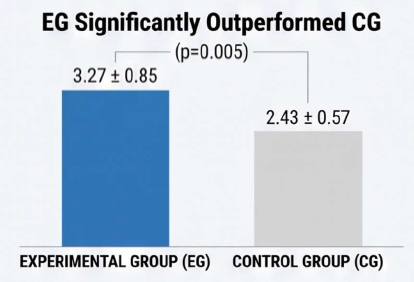 EG Significantly Outperformed CG
(p=0.005)
3.27 ± 0.85
2.43 ± 0.57
EXPERIMENTAL GROUP (EG)
CONTROL GROUP (CG)